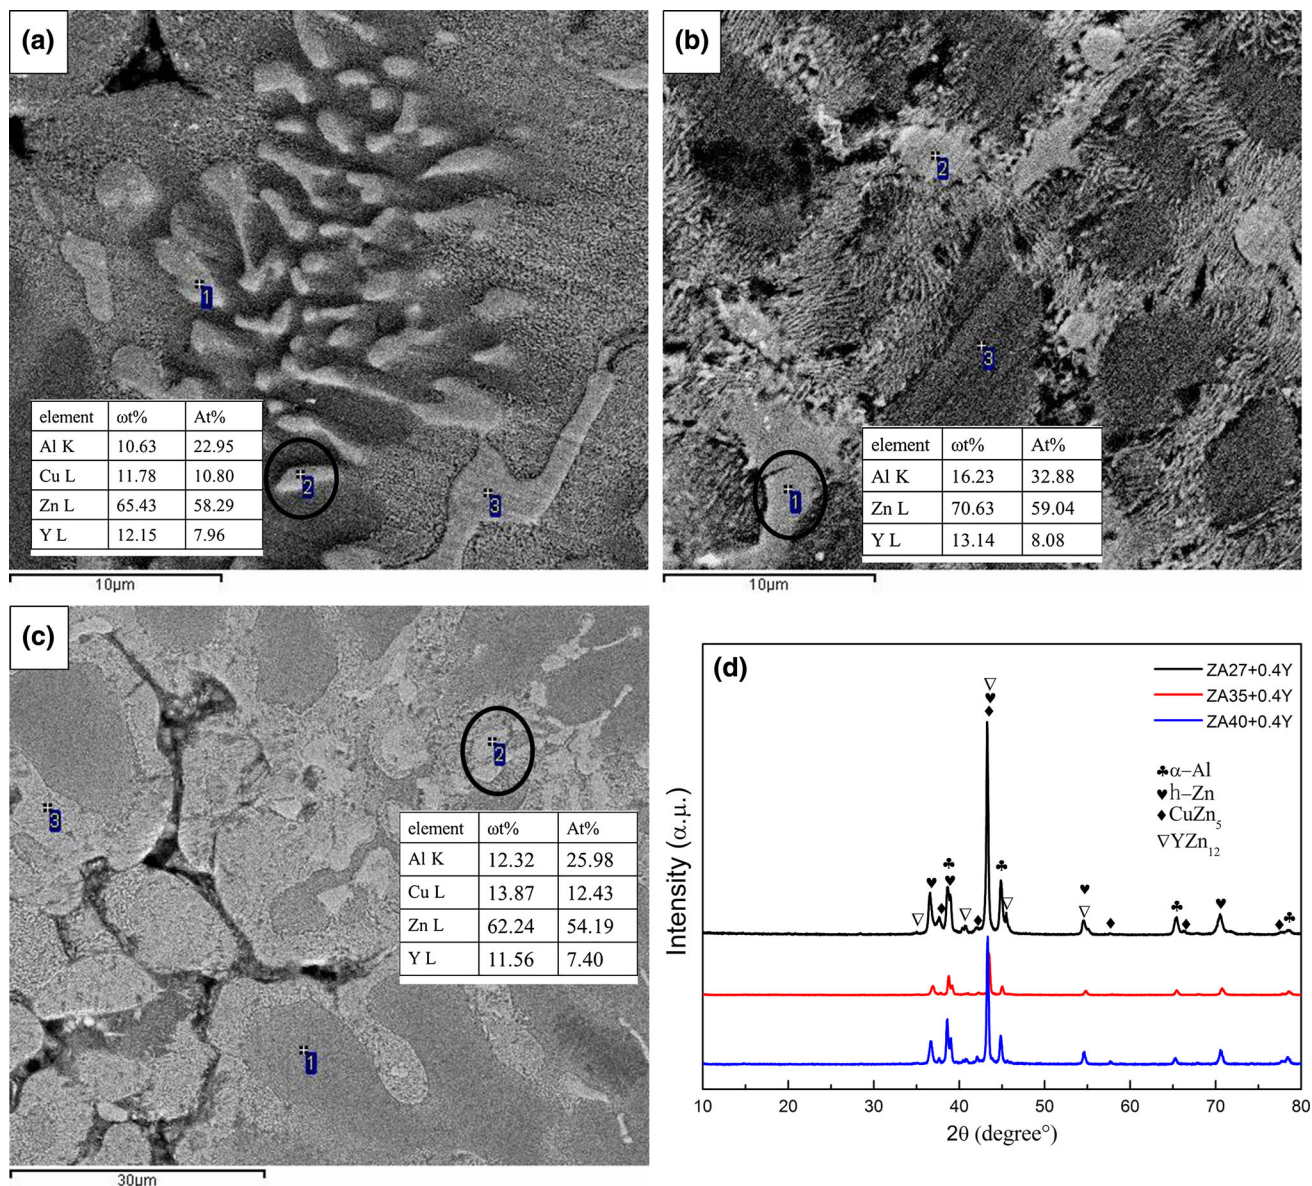 (a)
1
2
3
element ωt% At%
Al K 10.63 22.95
Cu L 11.78 10.80
Zn L 65.43 58.29
Y L 12.15 7.96
10μm
(b)
2
3
1
element ωt% At%
Al K 16.23 32.88
Zn L 70.63 59.04
Y L 13.14 8.08
10μm
(c)
2
3
element ωt% At%
Al K 12.32 25.98
Cu L 13.87 12.43
Zn L 62.24 54.19
Y L 11.56 7.40
1
30μm
(d)
ZA27+0.4Y
ZA35+0.4Y
ZA40+0.4Y
♣α–Al
♥h–Zn
♦CuZn5
▽YZn12
Intensity (α.μ.)
10 20 30 40 50 60 70 80
2θ (degree°)